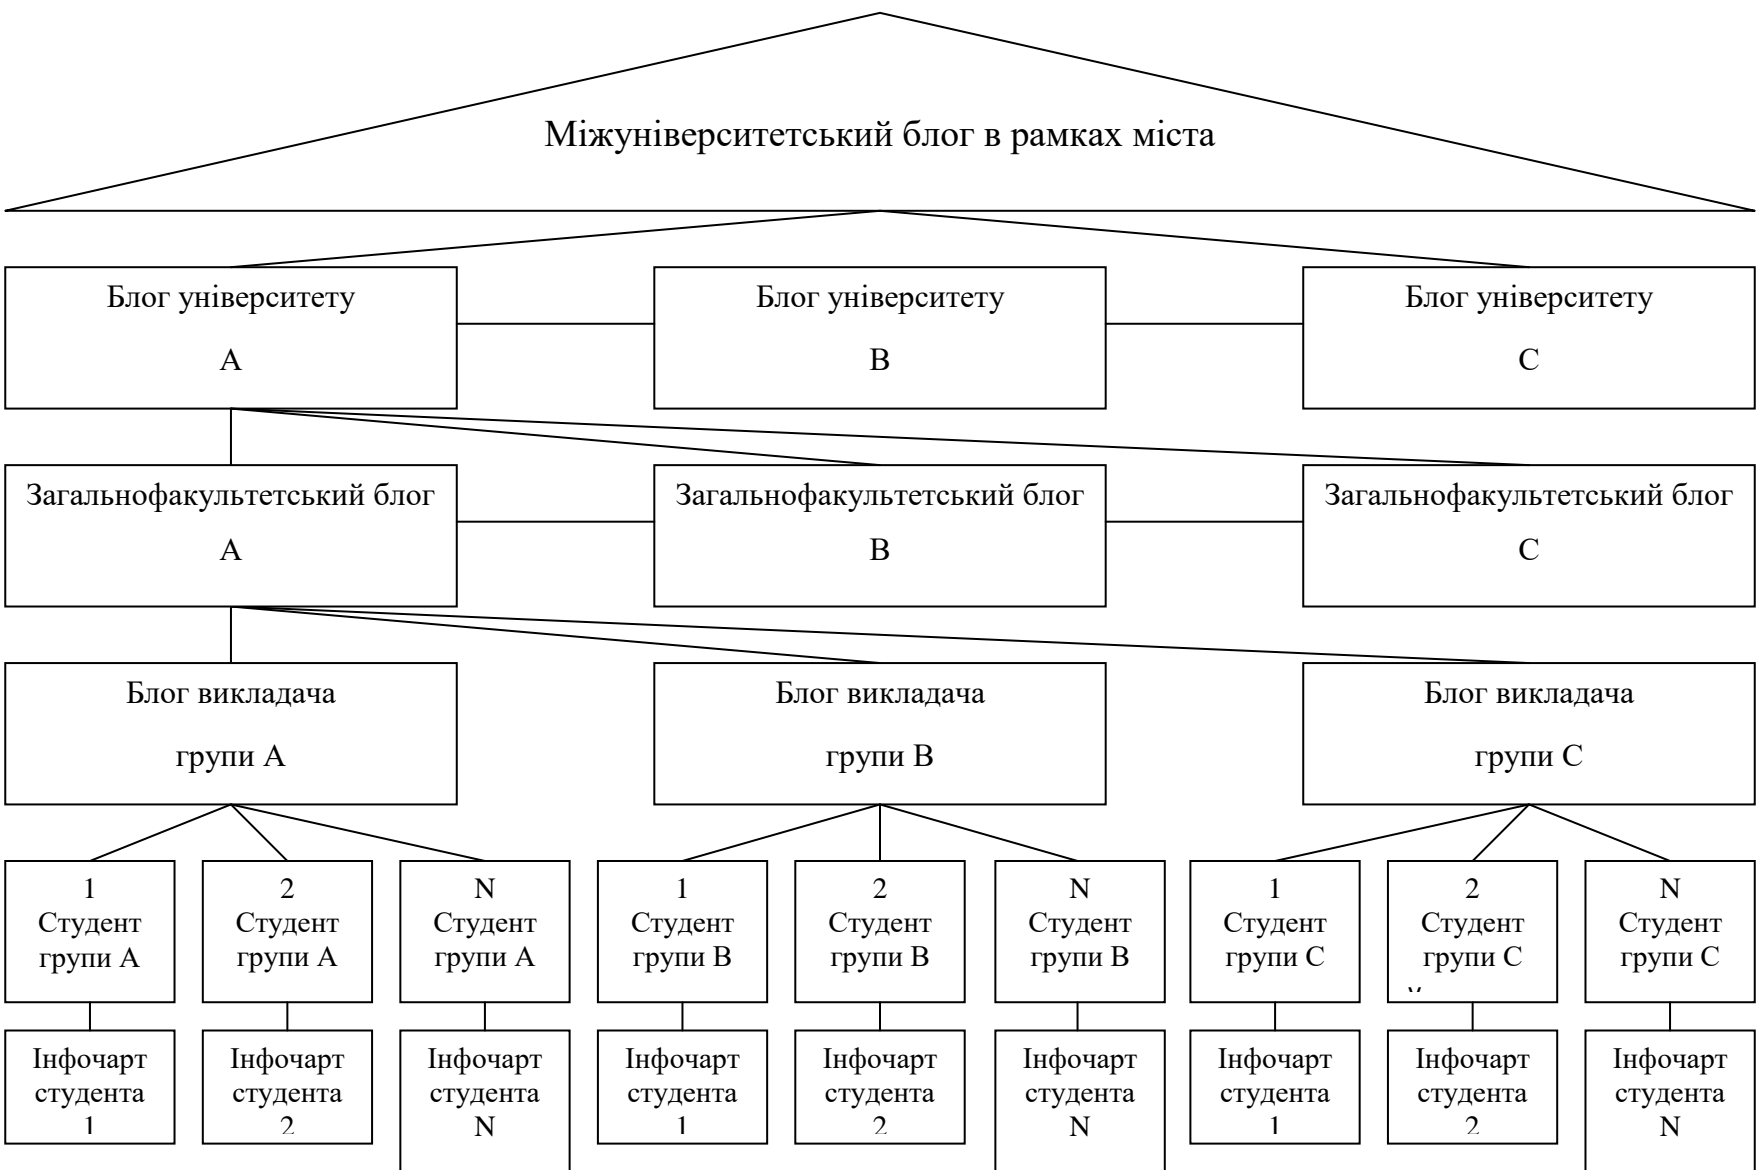 Міжуніверситетський блог в рамках міста
Блог університету
А
Блог університету
В
Блог університету
С
Загальнофакультетський блог
А
Загальнофакультетський блог
В
Загальнофакультетський блог
С
Блог викладача
групи А
Блог викладача
групи В
Блог викладача
групи С
1
Студент
групи А
2
Студент
групи А
N
Студент
групи А
1
Студент
групи В
2
Студент
групи В
N
Студент
групи В
1
Студент
групи С
2
Студент
групи С
N
Студент
групи С
Інфочарт
студента
1
Інфочарт
студента
2
Інфочарт
студента
N
Інфочарт
студента
1
Інфочарт
студента
2
Інфочарт
студента
N
Інфочарт
студента
1
Інфочарт
студента
2
Інфочарт
студента
N